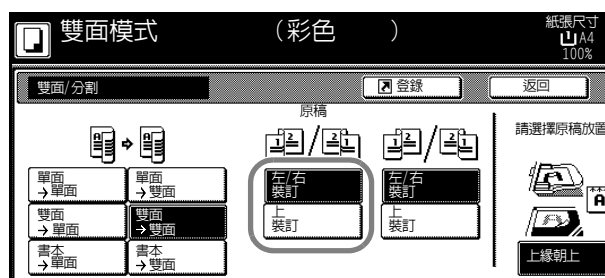 雙面模式 （彩色 ）
紙張尺寸
A4
100%
雙面/分割 登錄 返回
原稿
請選擇原稿放置
單面
→單面
單面
→雙面
左/右
裝訂
左/右
裝訂
雙面
→單面
雙面
→雙面
上
裝訂
上
裝訂
書本
→單面
書本
→雙面
上緣朝上